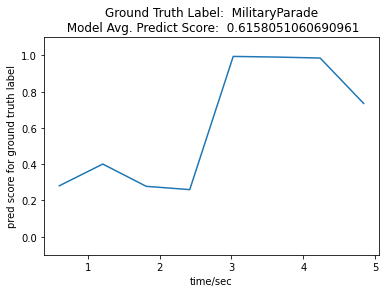 Ground Truth Label:  MilitaryParade
Model Avg. Predict Score:  0.6158051060690961
pred score for ground truth label
1.0
0.8
0.6
0.4
0.2
0.0
1 2 3 4 5
time/sec